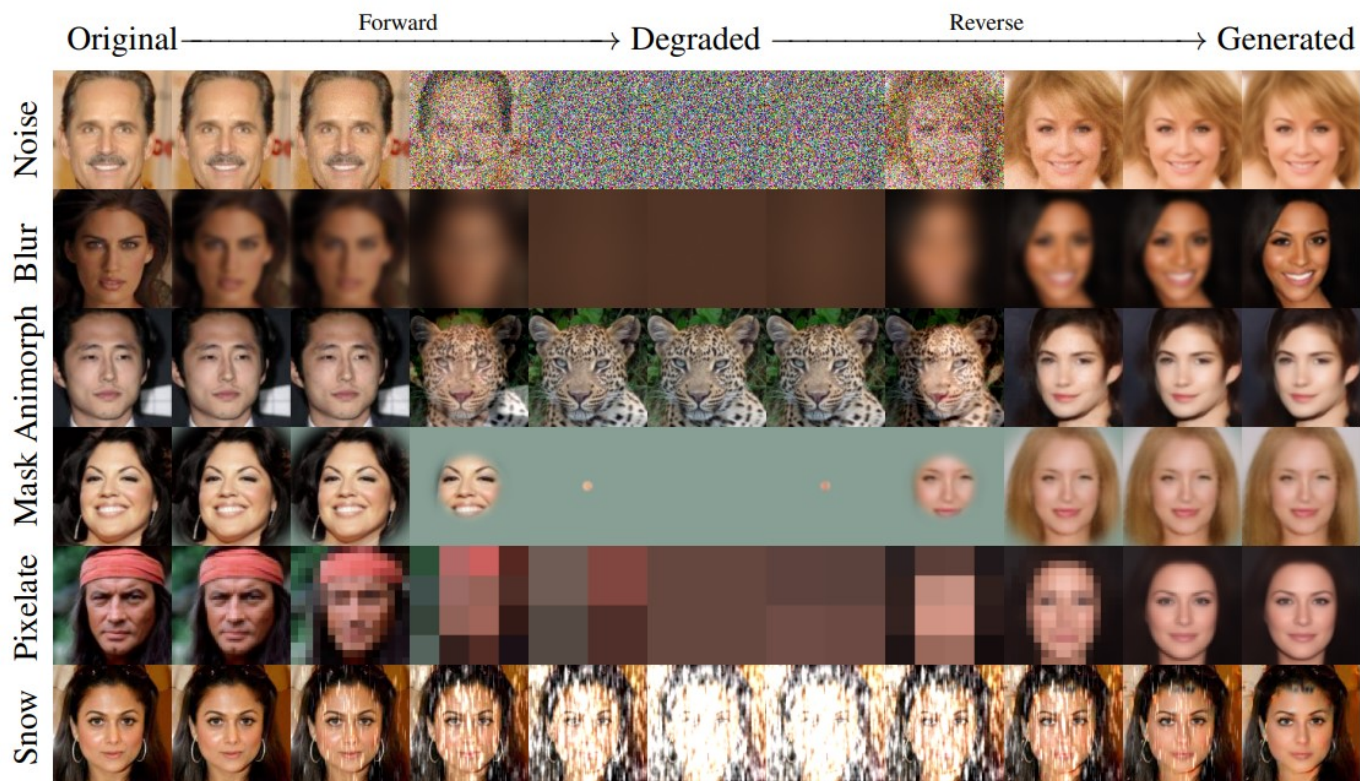 Forward Reverse
Original Degraded Generated
Noise
Blur
Animorph
Mask
Pixelate
Snow